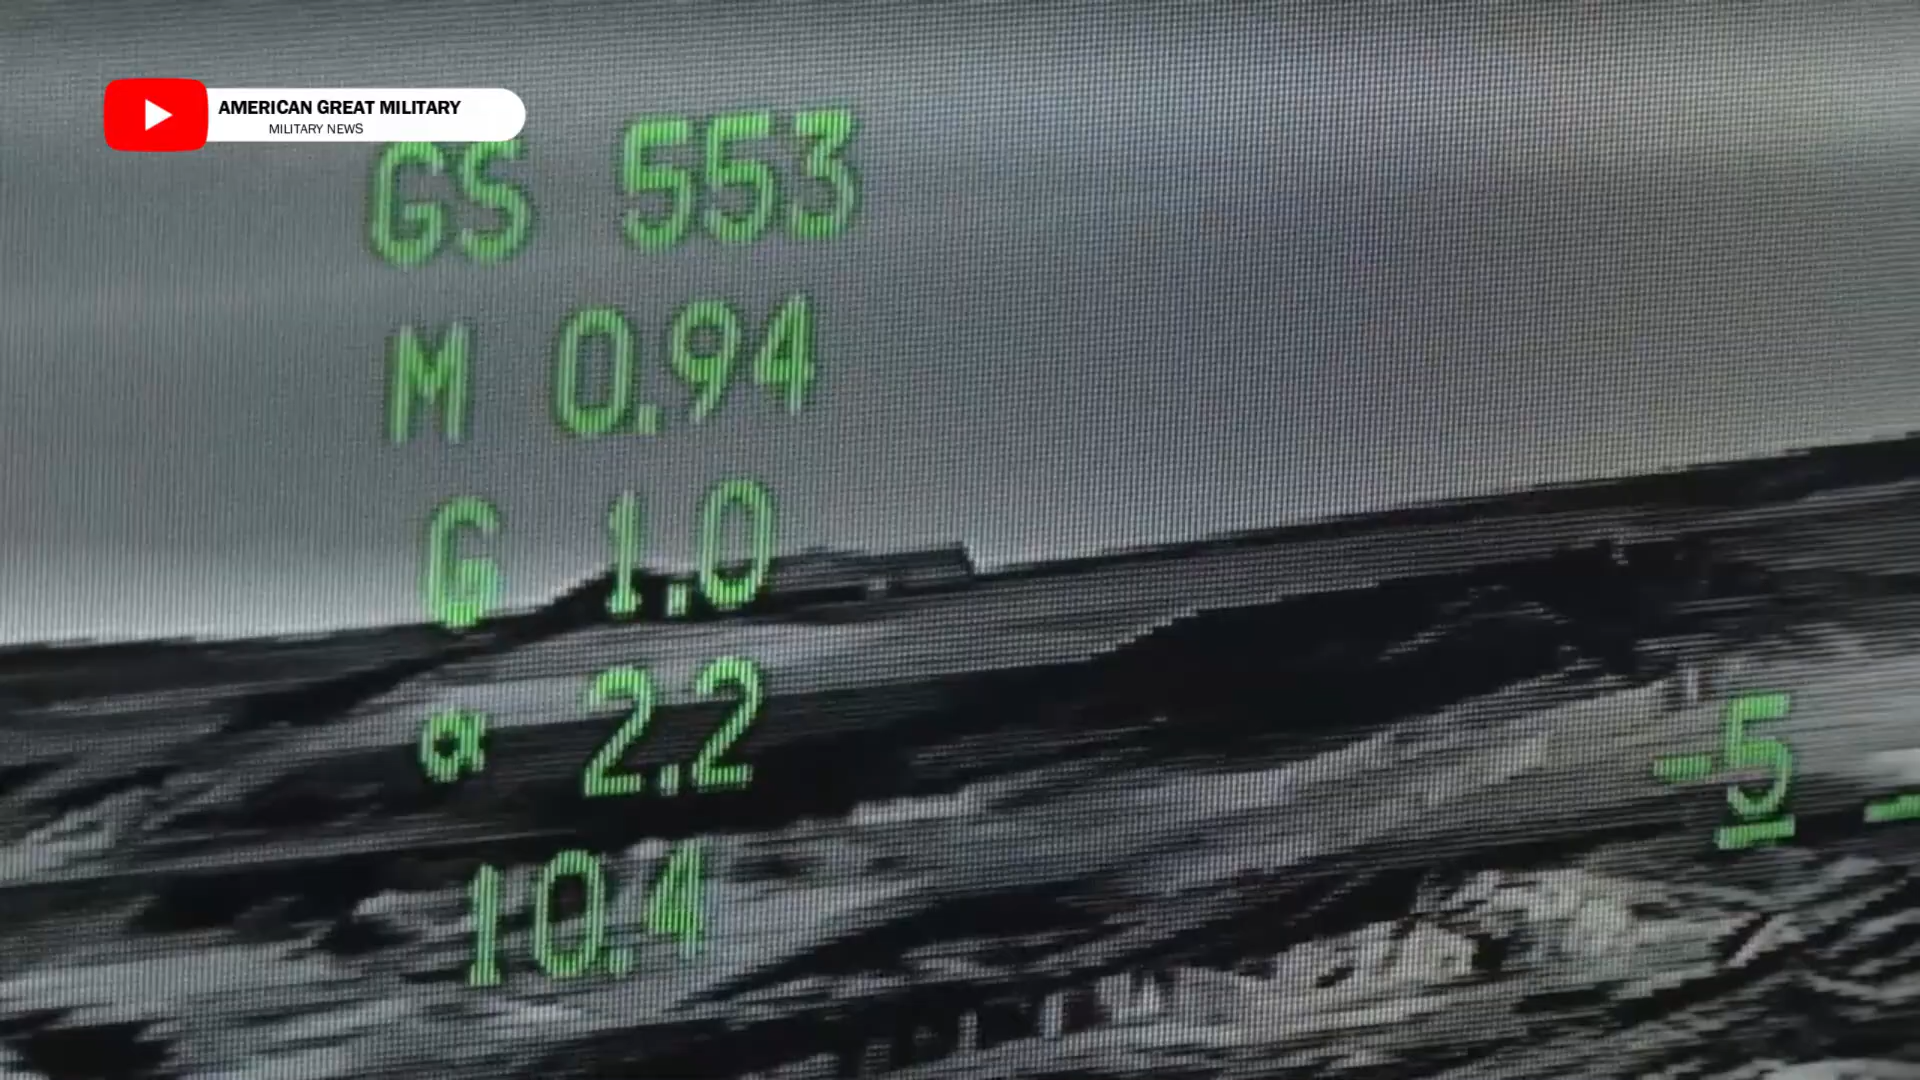 AMERICAN GREAT MILITARY
MILITARY NEWS
GS 553
M 0.94
G 1.0
α 2.2
-5
10.4